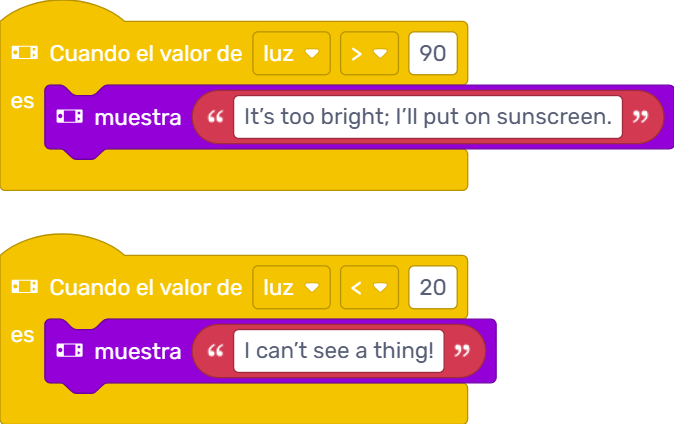 Cuando el valor de luz > 90
es muestra “ It’s too bright; I’ll put on sunscreen. ”
Cuando el valor de luz < 20
es muestra “ I can’t see a thing! ”